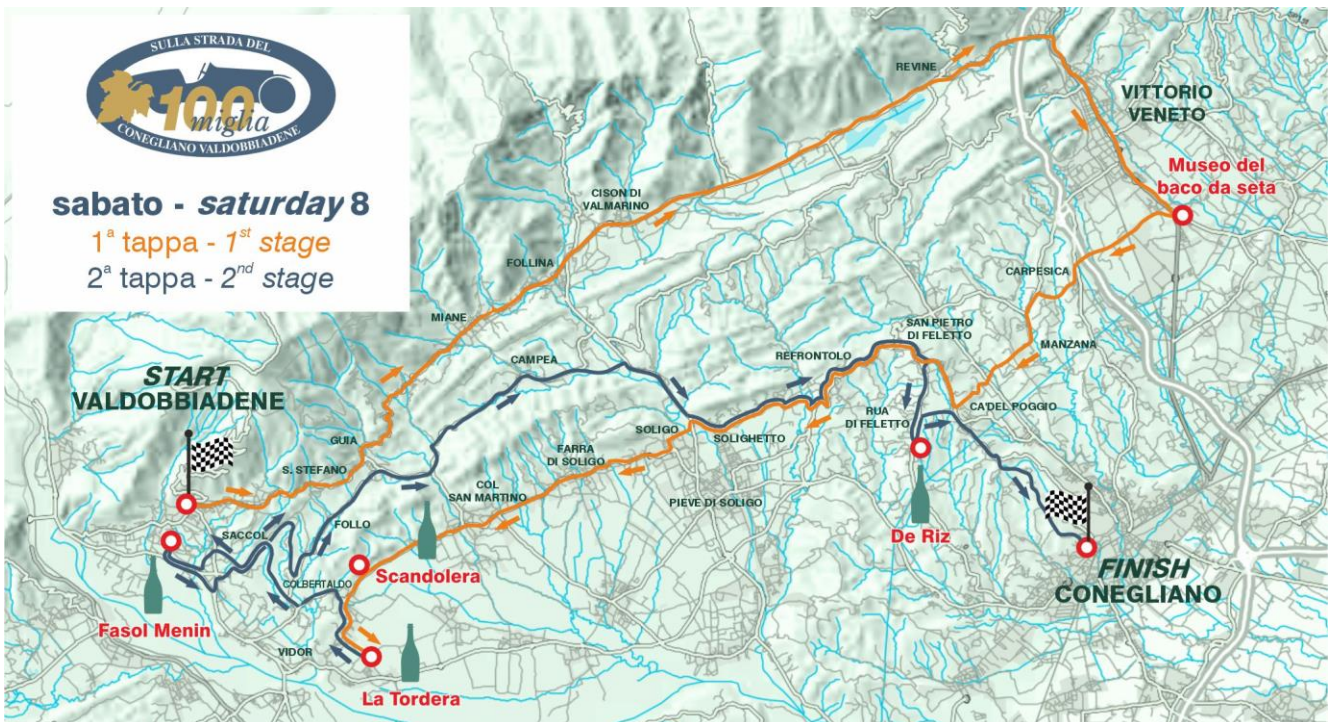 SULLA STRADA DEL
100
miglia
CONEGLIANO VALDOBBIADENE
sabato - saturday 8
1ª tappa - 1st stage
2ª tappa - 2nd stage
REVINE
VITTORIO
VENETO
Museo del
baco da seta
CISON DI
VALMARINO
FOLLINA
CARPESICA
MIANE
SAN PIETRO
DI FELETTO
MANZANA
CAMPEA
REFRONTOLO
START
VALDOBBIADENE
CA'DEL POGGIO
RUA
DI FELETTO
GUIA
SOLIGO
SOLIGHETTO
FARRA
DI SOLIGO
S. STEFANO
COL
SAN MARTINO
PIEVE DI SOLIGO
FOLLO
SACCOL
De Riz
COLBERTALDO
Scandolera
FINISH
CONEGLIANO
Fasol Menin
VIDOR
La Tordera